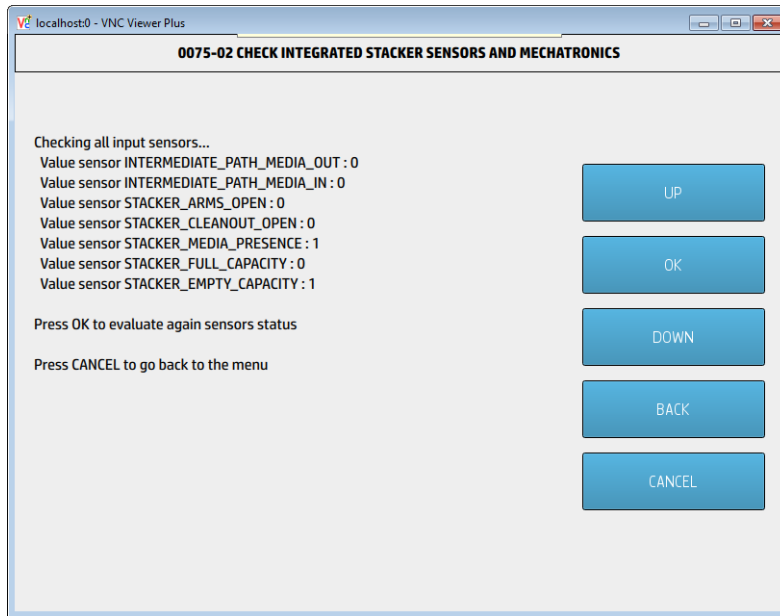 localhost:0 - VNC Viewer Plus
0075-02 CHECK INTEGRATED STACKER SENSORS AND MECHATRONICS
Checking all input sensors...
Value sensor INTERMEDIATE_PATH_MEDIA_OUT : 0
Value sensor INTERMEDIATE_PATH_MEDIA_IN : 0
Value sensor STACKER_ARMS_OPEN : 0
Value sensor STACKER_CLEANOUT_OPEN : 0
Value sensor STACKER_MEDIA_PRESENCE : 1
Value sensor STACKER_FULL_CAPACITY : 0
Value sensor STACKER_EMPTY_CAPACITY : 1
Press OK to evaluate again sensors status
Press CANCEL to go back to the menu
UP
OK
DOWN
BACK
CANCEL